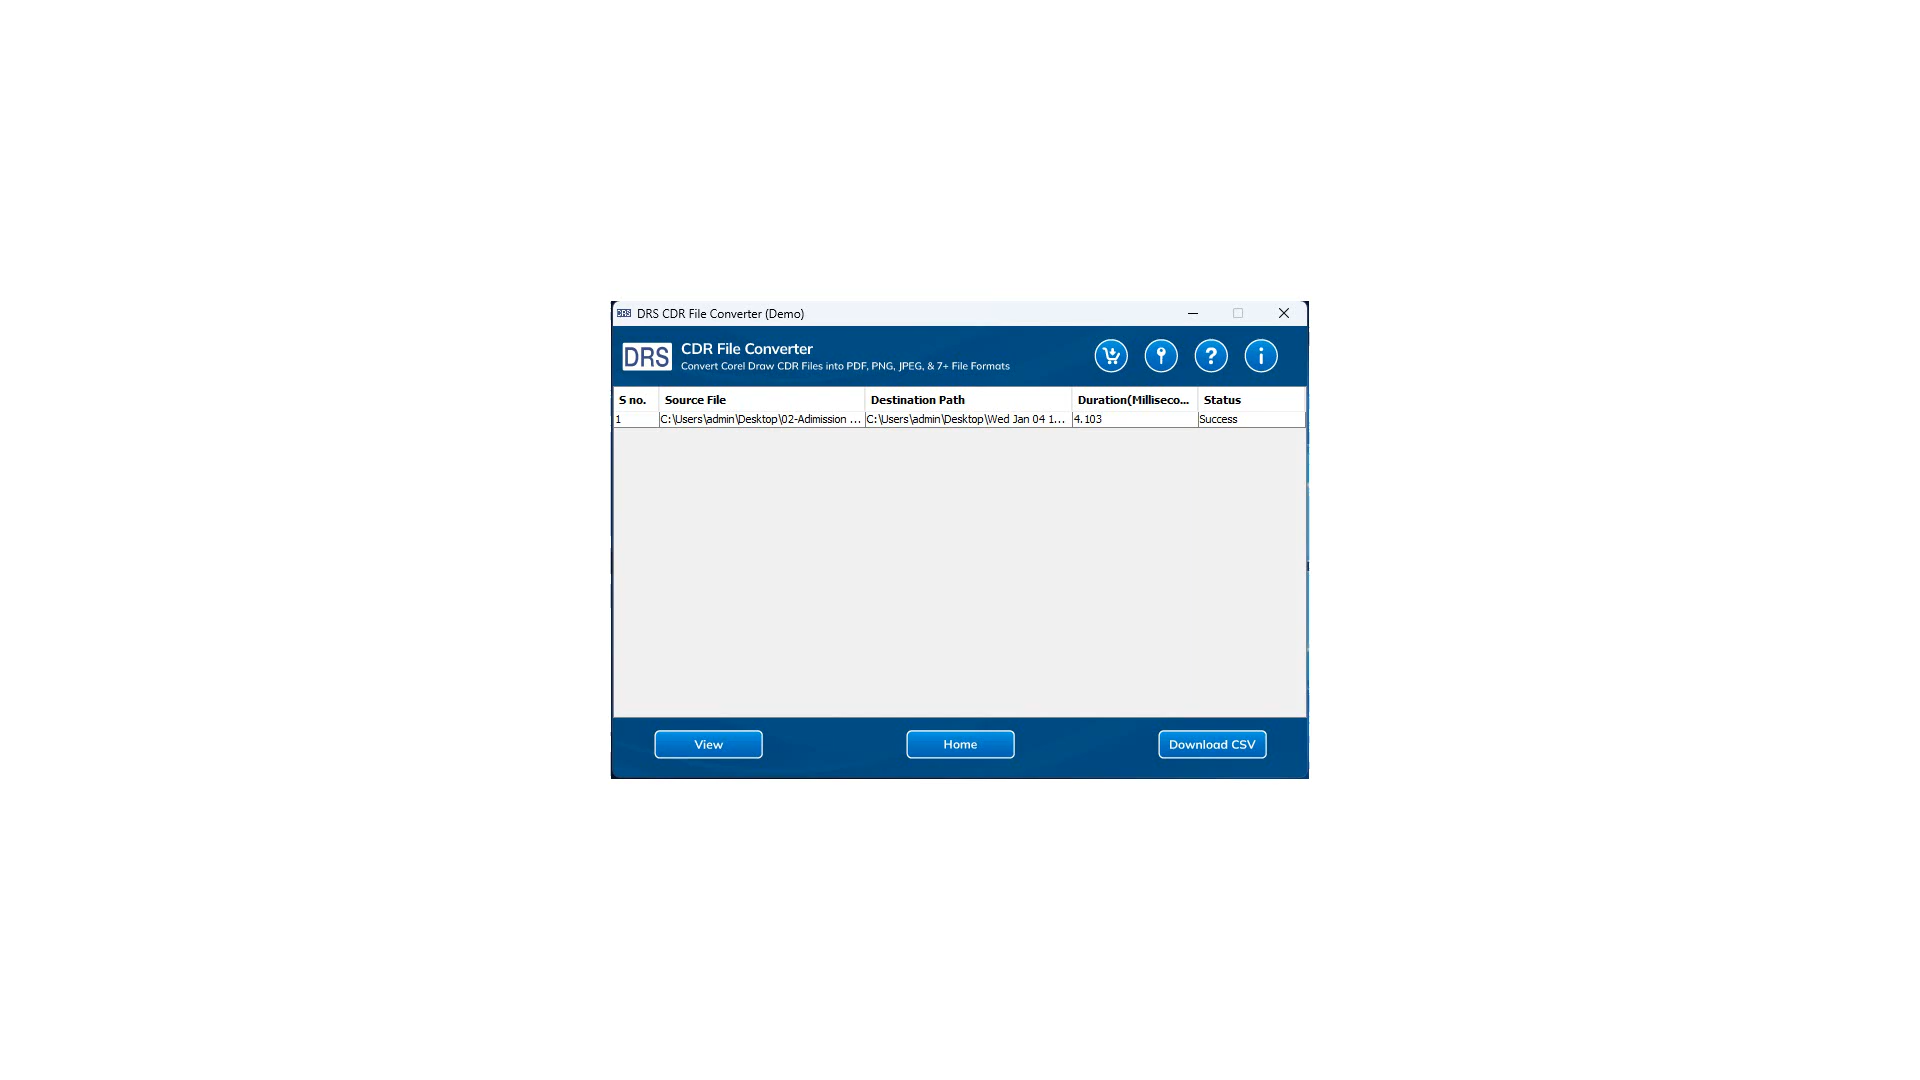 DRS DRS CDR File Converter (Demo)
DRS CDR File Converter
Convert Corel Draw CDR Files into PDF, PNG, JPEG, & 7+ File Formats
S no. Source File Destination Path Duration(Milliseco... Status
1 C:\Users\admin\Desktop\02-Adimission ... C:\Users\admin\Desktop\Wed Jan 04 1... 4.103 Success
View Home Download CSV